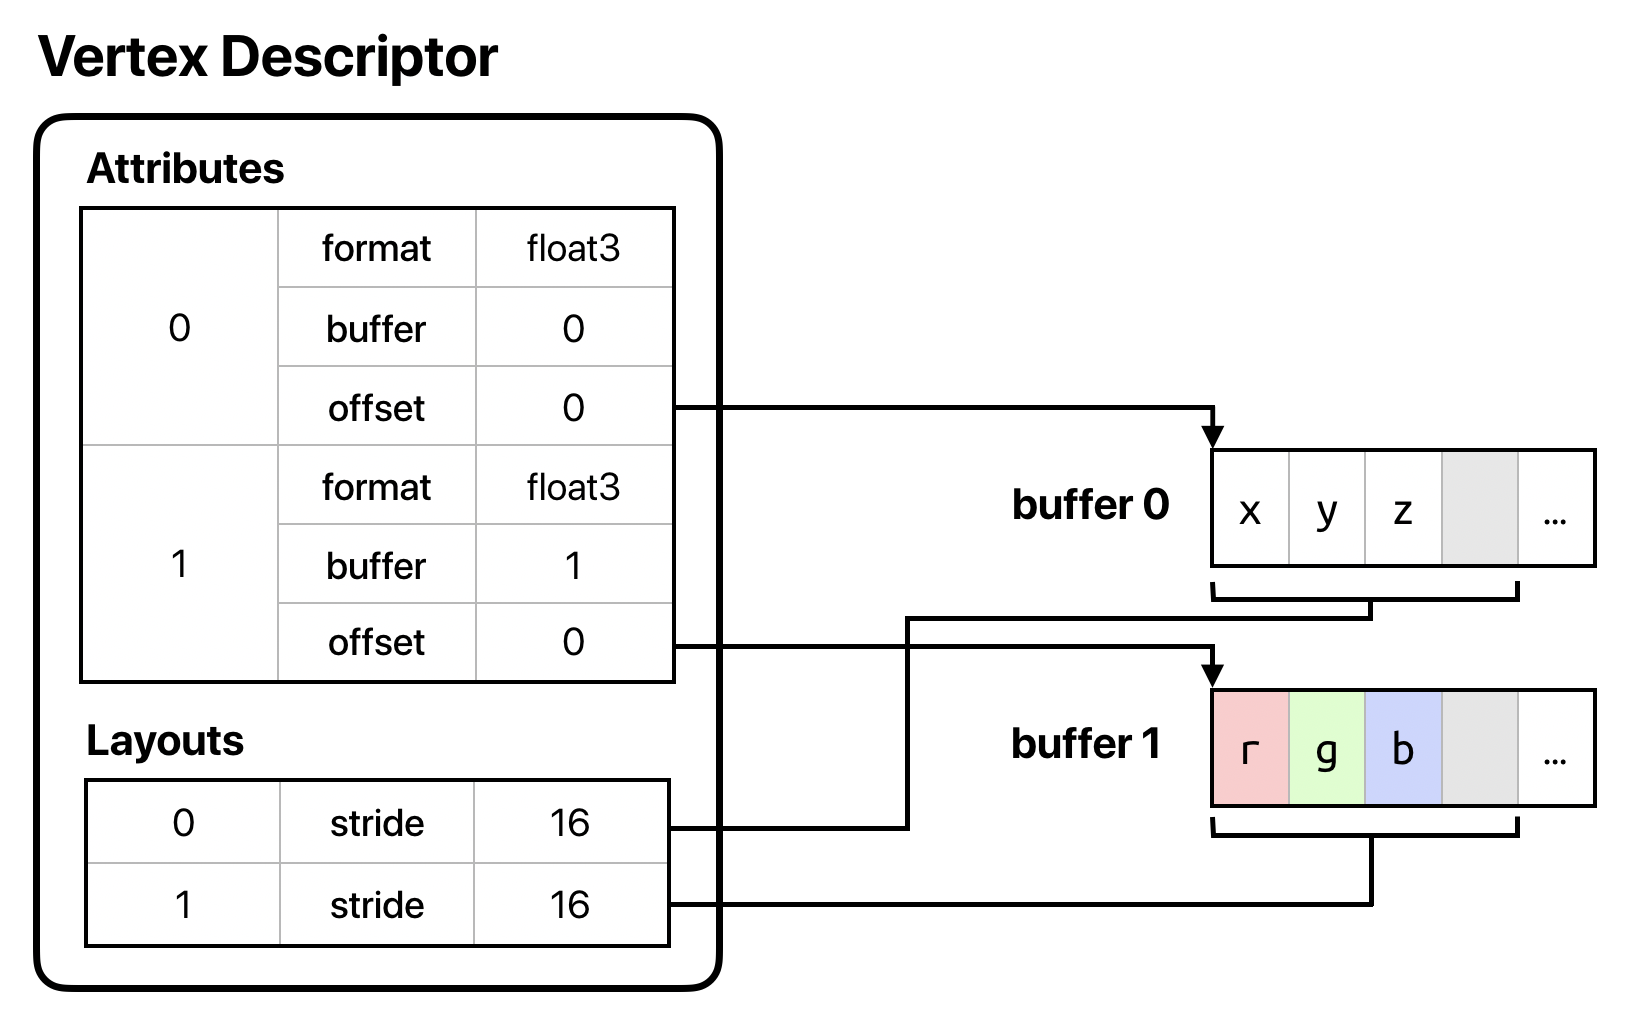 Vertex Descriptor
Attributes
0
format float3
buffer 0
offset 0
1
format float3
buffer 1
offset 0
Layouts
0 stride 16
1 stride 16
buffer 0
x y z …
buffer 1
r g b …